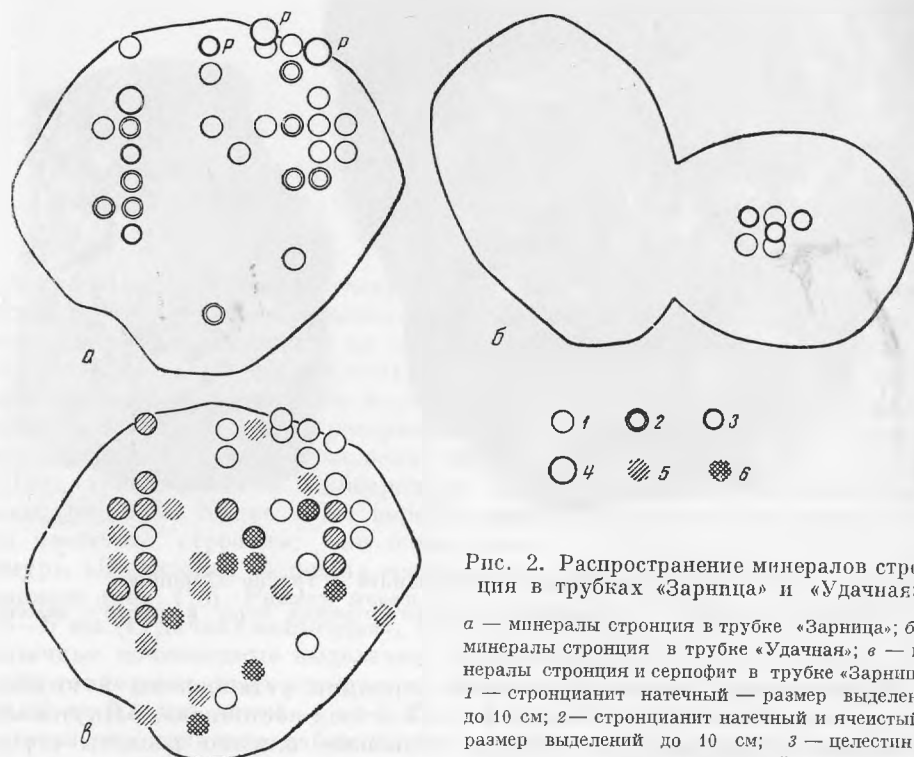 р
р
р
а
б
1 2 3
4 5 6
в
Рис. 2. Распространение минералов строн-
ция в трубках «Зарница» и «Удачная»
а — минералы стронция в трубке «Зарница»; б
минералы стронция в трубке «Удачная»; в —
нералы стронция и серпофит в трубке «Зарниц
1 — стронцианит натечный — размер выделен
до 10 см; 2 — стронцианит натечный и ячеистый
размер выделений до 10 см; 3 — целестин